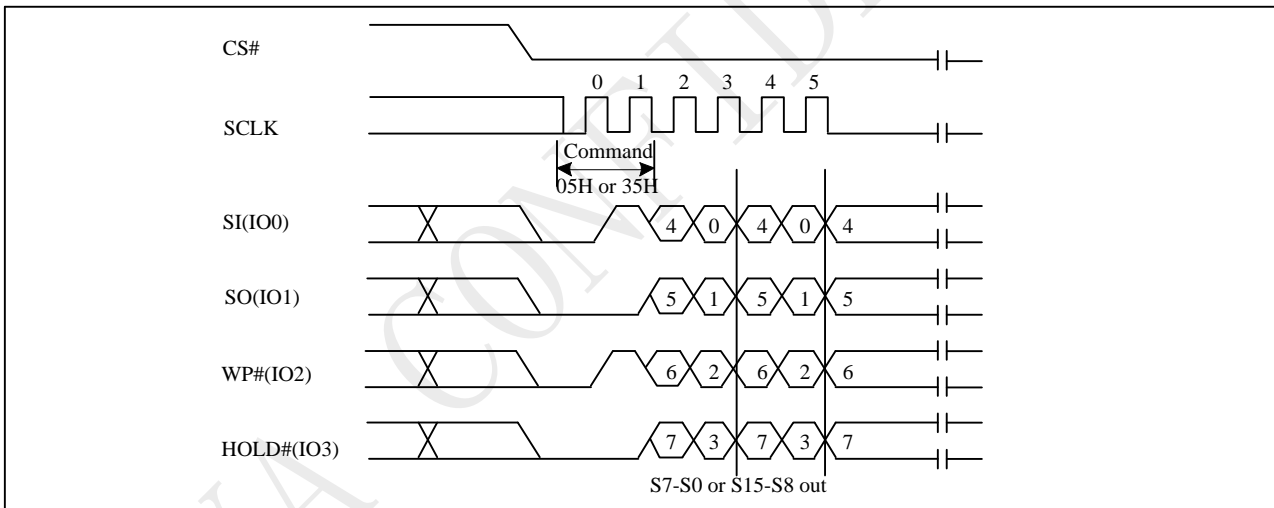 CS#
0 1 2 3 4 5
SCLK
Command
05H or 35H
SI(IO0) 4 0 4 0 4
SO(IO1) 5 1 5 1 5
WP#(IO2) 6 2 6 2 6
HOLD#(IO3) 7 3 7 3 7
S7-S0 or S15-S8 out